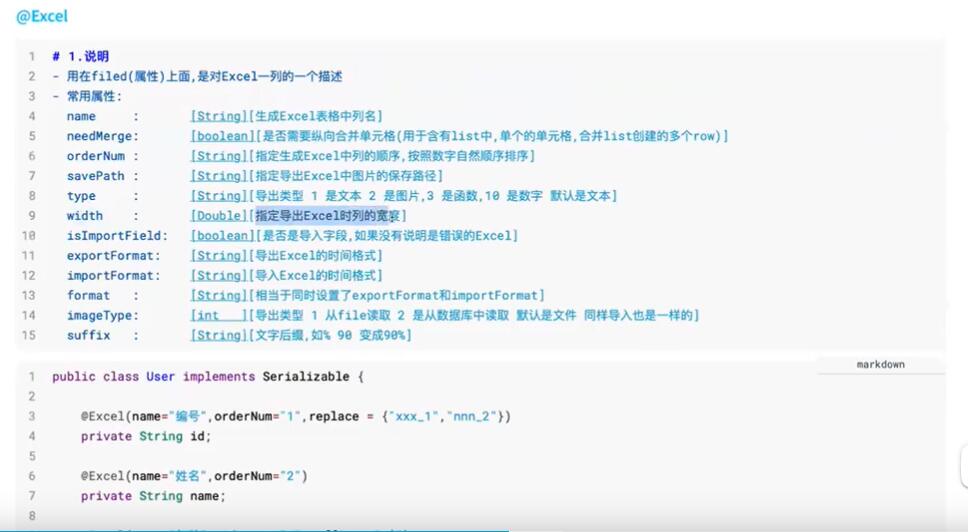 @Excel
1 # 1.说明
2 - 用在filed(属性)上面,是对Excel一列的一个描述
3 - 常用属性:
4 name : [String][生成Excel表格中列名]
5 needMerge: [boolean][是否需要纵向合并单元格(用于含有list中,单个的单元格,合并list创建的多个row)]
6 orderNum : [String][指定生成Excel中列的顺序,按照数字自然顺序排序]
7 savePath : [String][指定导出Excel中图片的保存路径]
8 type : [String][导出类型 1 是文本 2 是图片,3 是函数,10 是数字 默认是文本]
9 width : [Double][指定导出Excel时列的宽度]
10 isImportField: [boolean][是否是导入字段,如果没有说明是错误的Excel]
11 exportFormat: [String][导出Excel的时间格式]
12 importFormat: [String][导入Excel的时间格式]
13 format : [String][相当于同时设置了exportFormat和importFormat]
14 imageType: [int ][导出类型 1 从file读取 2 是从数据库中读取 默认是文件 同样导入也是一样的]
15 suffix : [String][文字后缀,如% 90 变成90%]
markdown
1 public class User implements Serializable {
2
3 @Excel(name="编号",orderNum="1",replace = {"xxx_1","nnn_2"})
4 private String id;
5
6 @Excel(name="姓名",orderNum="2")
7 private String name;
8